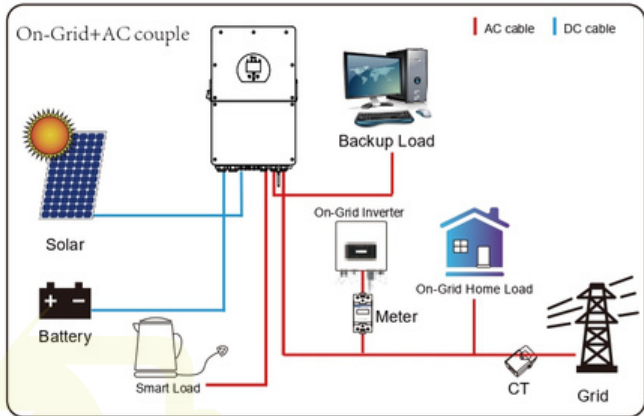 On-Grid+AC couple
AC cable
DC cable
Backup Load
On-Grid Inverter
Solar
On-Grid Home Load
Meter
Battery
Smart Load
CT
Grid